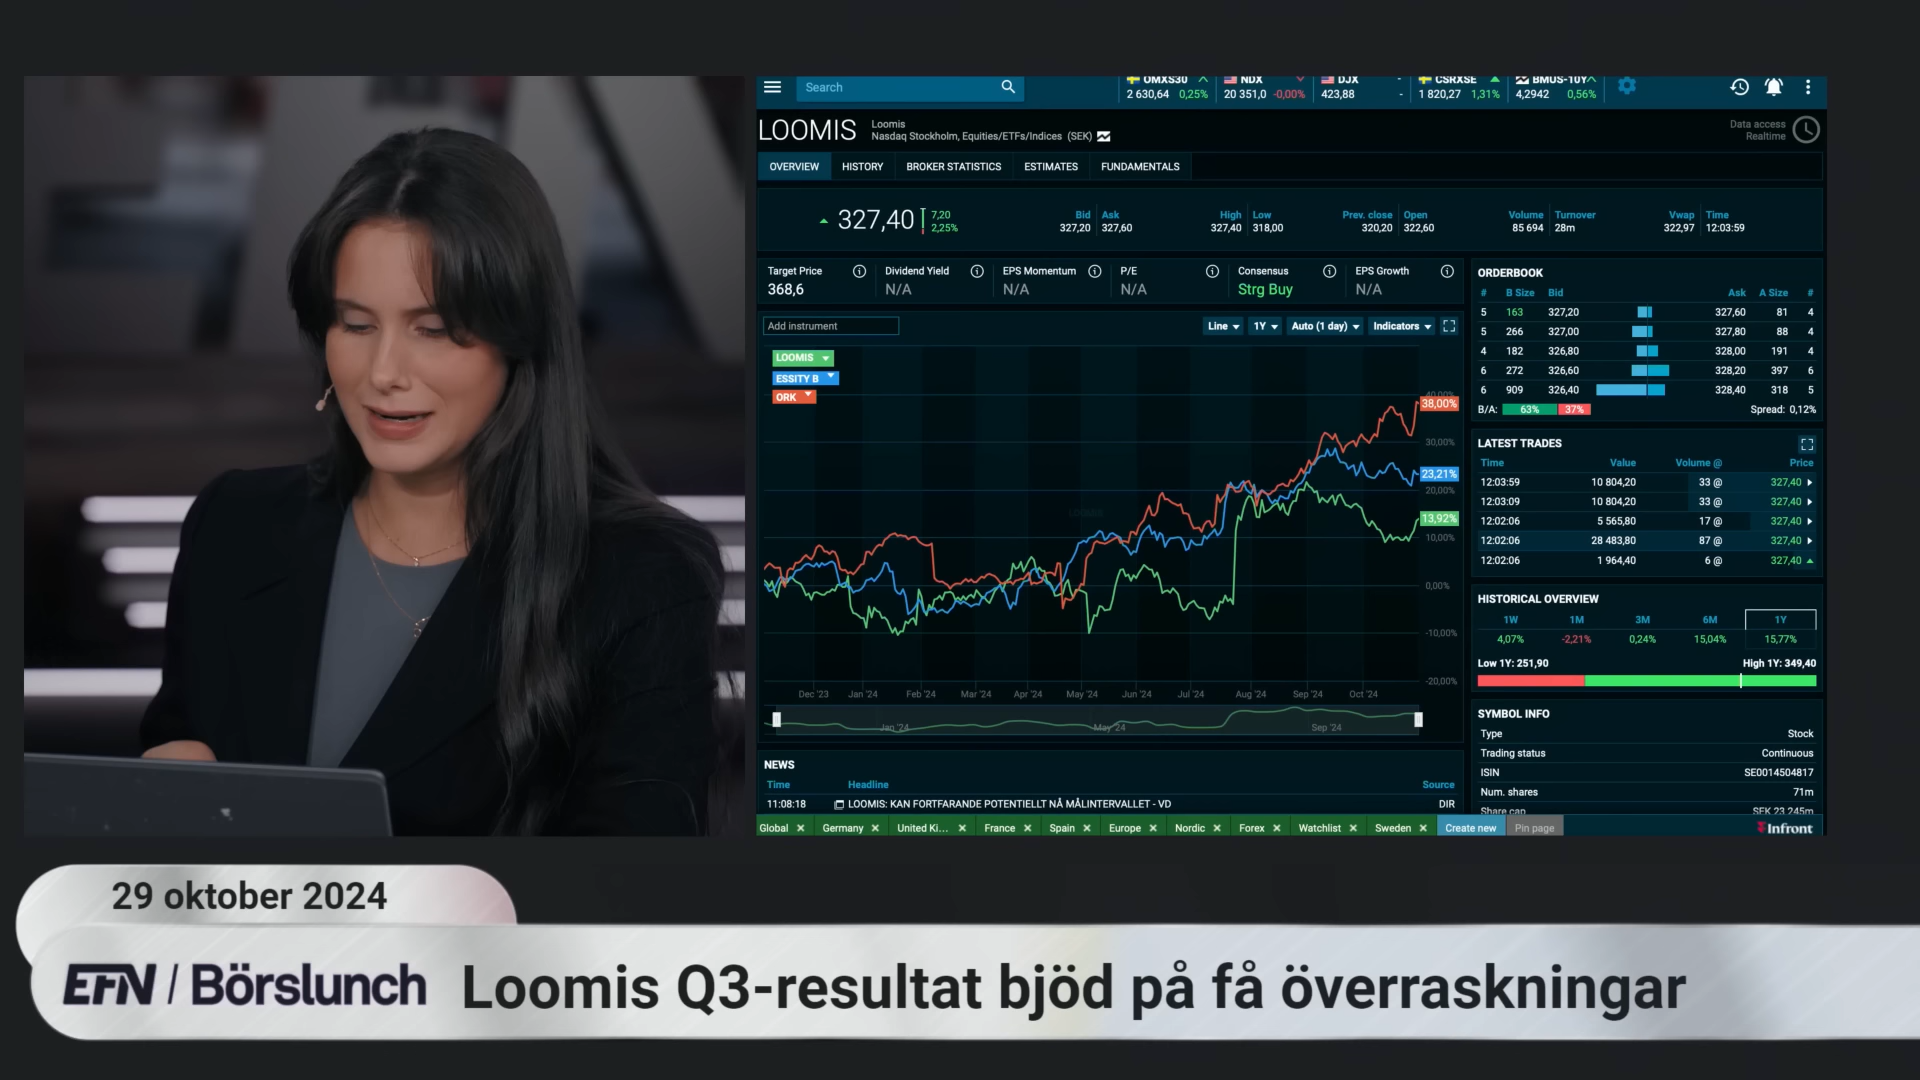 Search
OMXS30
2 630,64 0,25%
NDX
20 351,0 -0,00%
DJX -
423,88 -
CSRXSE
1 820,27 1,31%
BMUS-10Y
4,2942 0,56%
LOOMIS
Loomis
Nasdaq Stockholm, Equities/ETFs/Indices (SEK)
Data access
Realtime
OVERVIEW HISTORY BROKER STATISTICS ESTIMATES FUNDAMENTALS
327,40 7,20
2,25%
Bid Ask High Low Prev. close Open Volume Turnover Vwap Time
327,20 327,60 327,40 318,00 320,20 322,60 85 694 28m 322,97 12:03:59
Target Price Dividend Yield EPS Momentum P/E Consensus EPS Growth
368,6 N/A N/A N/A Strg Buy N/A
Add instrument Line 1Y Auto (1 day) Indicators
LOOMIS
ESSITY B
ORK
40,00%
38,00%
30,00%
23,21%
20,00%
13,92%
10,00%
0,00%
-10,00%
-20,00%
LOOMIS
Dec '23 Jan '24 Feb '24 Mar '24 Apr '24 May '24 Jun '24 Jul '24 Aug '24 Sep '24 Oct '24
Jan '24 May '24 Sep '24
NEWS
Time Headline Source
11:08:18 LOOMIS: KAN FORTFARANDE POTENTIELLT NÅ MÅLINTERVALLET - VD DIR
ORDERBOOK
# B Size Bid Ask A Size #
5 163 327,20 327,60 81 4
5 266 327,00 327,80 88 4
4 182 326,80 328,00 191 4
6 272 326,60 328,20 397 6
6 909 326,40 328,40 318 5
B/A: 63% 37% Spread: 0,12%
LATEST TRADES
Time Value Volume @ Price
12:03:59 10 804,20 33 @ 327,40
12:03:09 10 804,20 33 @ 327,40
12:02:06 5 565,80 17 @ 327,40
12:02:06 28 483,80 87 @ 327,40
12:02:06 1 964,40 6 @ 327,40
HISTORICAL OVERVIEW
1W 1M 3M 6M 1Y
4,07% -2,21% 0,24% 15,04% 15,77%
Low 1Y: 251,90 High 1Y: 349,40
SYMBOL INFO
Type Stock
Trading status Continuous
ISIN SE0014504817
Num. shares 71m
Share cap SEK 23 245m
Global Germany United Ki... France Spain Europe Nordic Forex Watchlist Sweden Create new Pin page
Infront
29 oktober 2024
EFN / Börslunch
Loomis Q3-resultat bjöd på få överraskningar